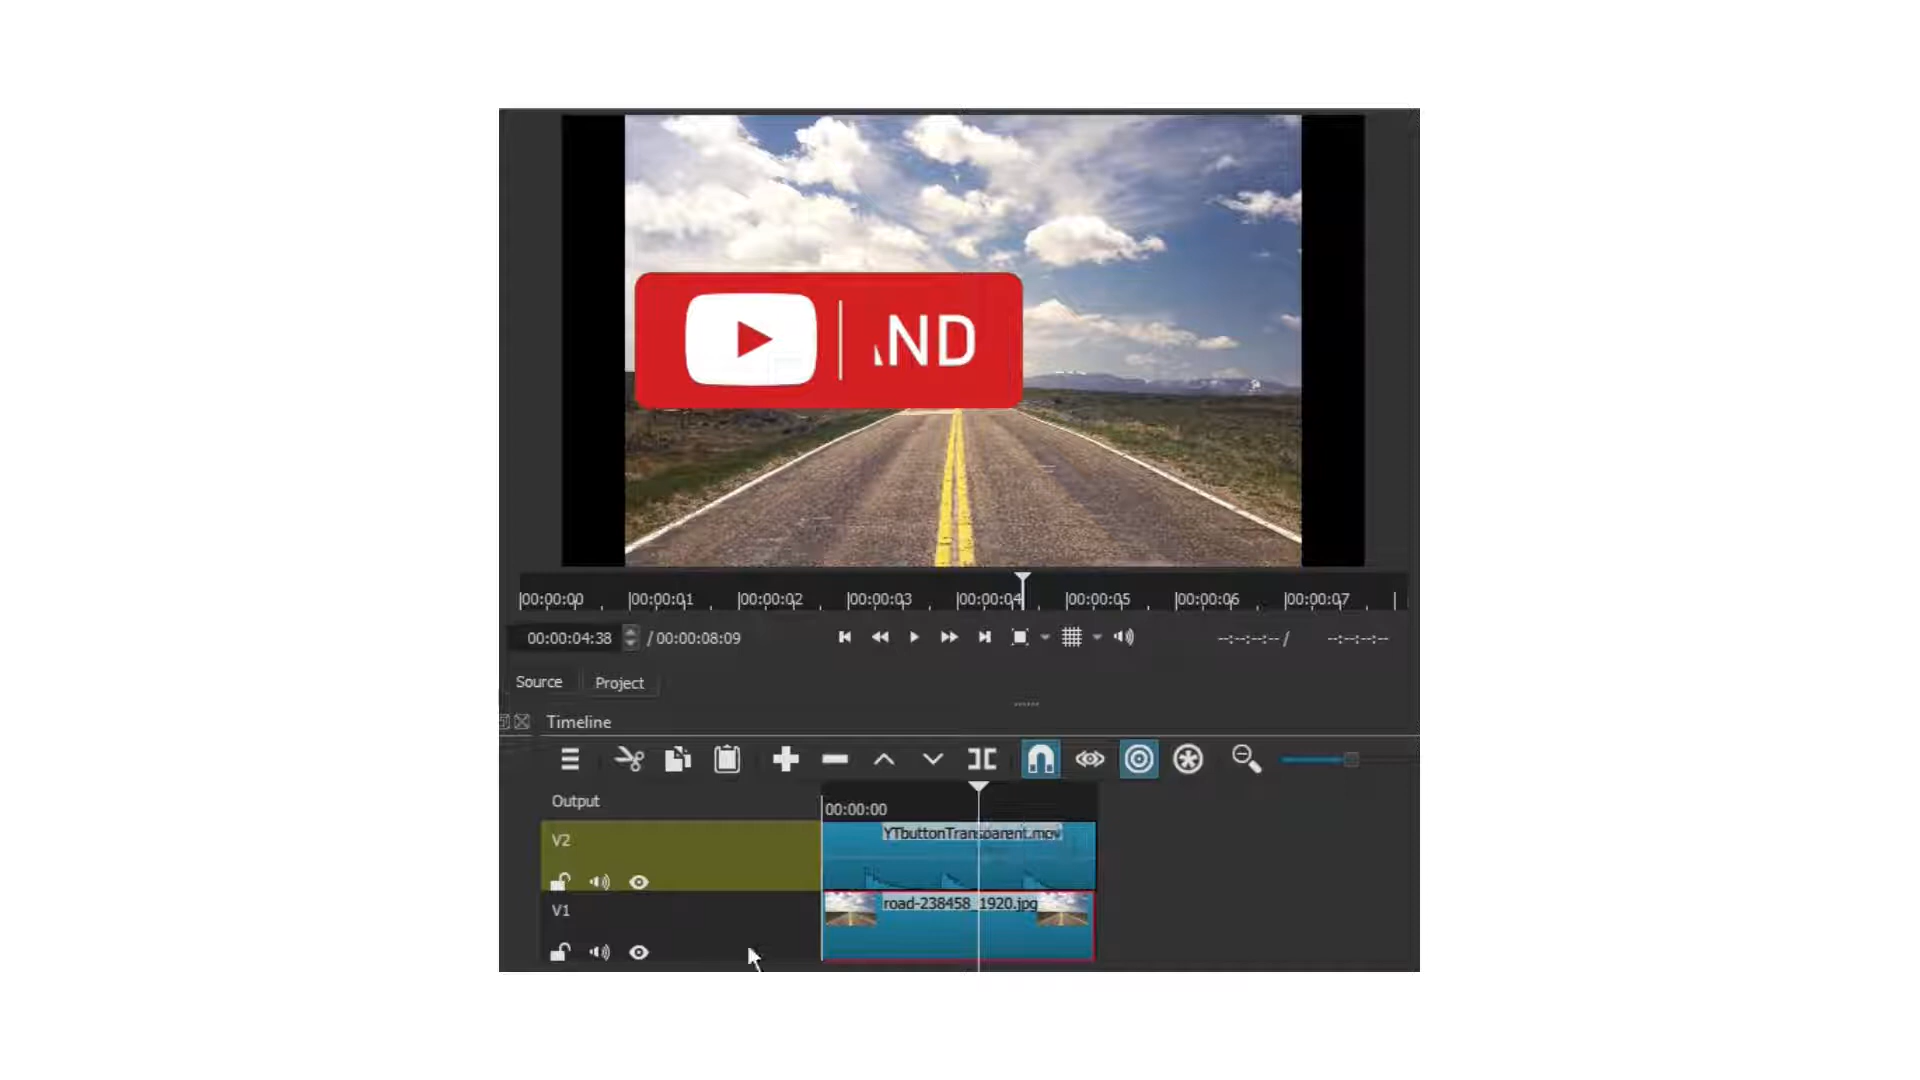 ND
00:00:00 00:00:01 00:00:02 00:00:03 00:00:04 00:00:05 00:00:06 00:00:07
00:00:04:38 / 00:00:08:09 --:--:--:-- / --:--:--:--
Source Project
Timeline
Output 00:00:00
V2 YTbuttonTransparent.mov
V1 road-238458_1920.jpg